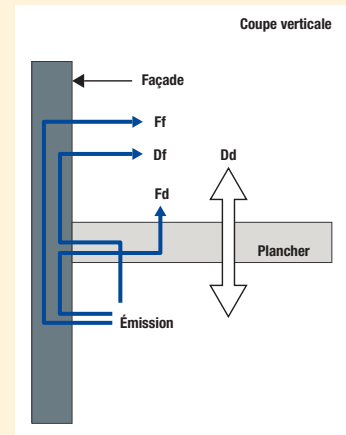 Coupe verticale
Façade
Ff
Df
Dd
Fd
Plancher
Émission